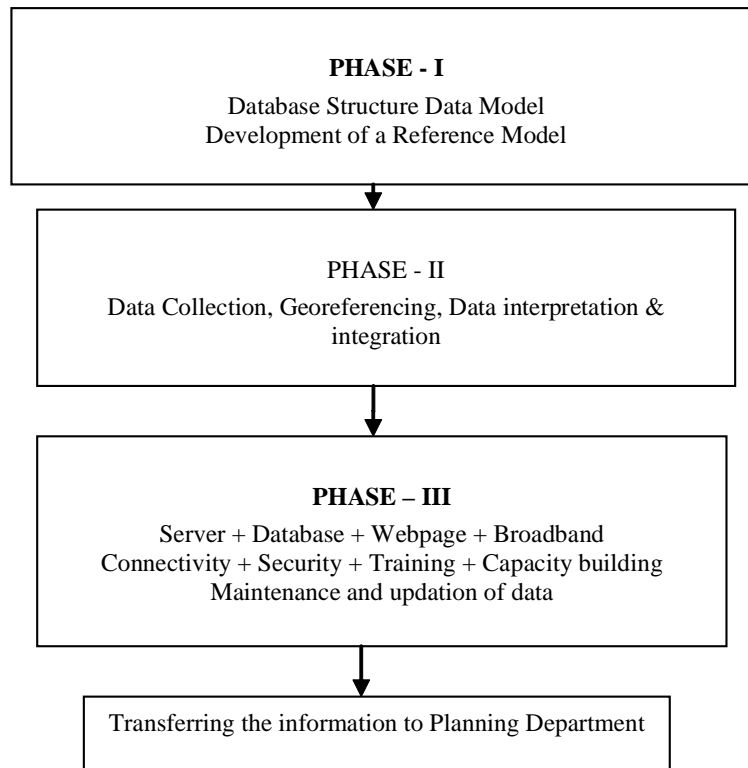 PHASE - I
Database Structure Data Model
Development of a Reference Model
PHASE - II
Data Collection, Georeferencing, Data interpretation &
integration
PHASE – III
Server + Database + Webpage + Broadband
Connectivity + Security + Training + Capacity building
Maintenance and updation of data
Transferring the information to Planning Department